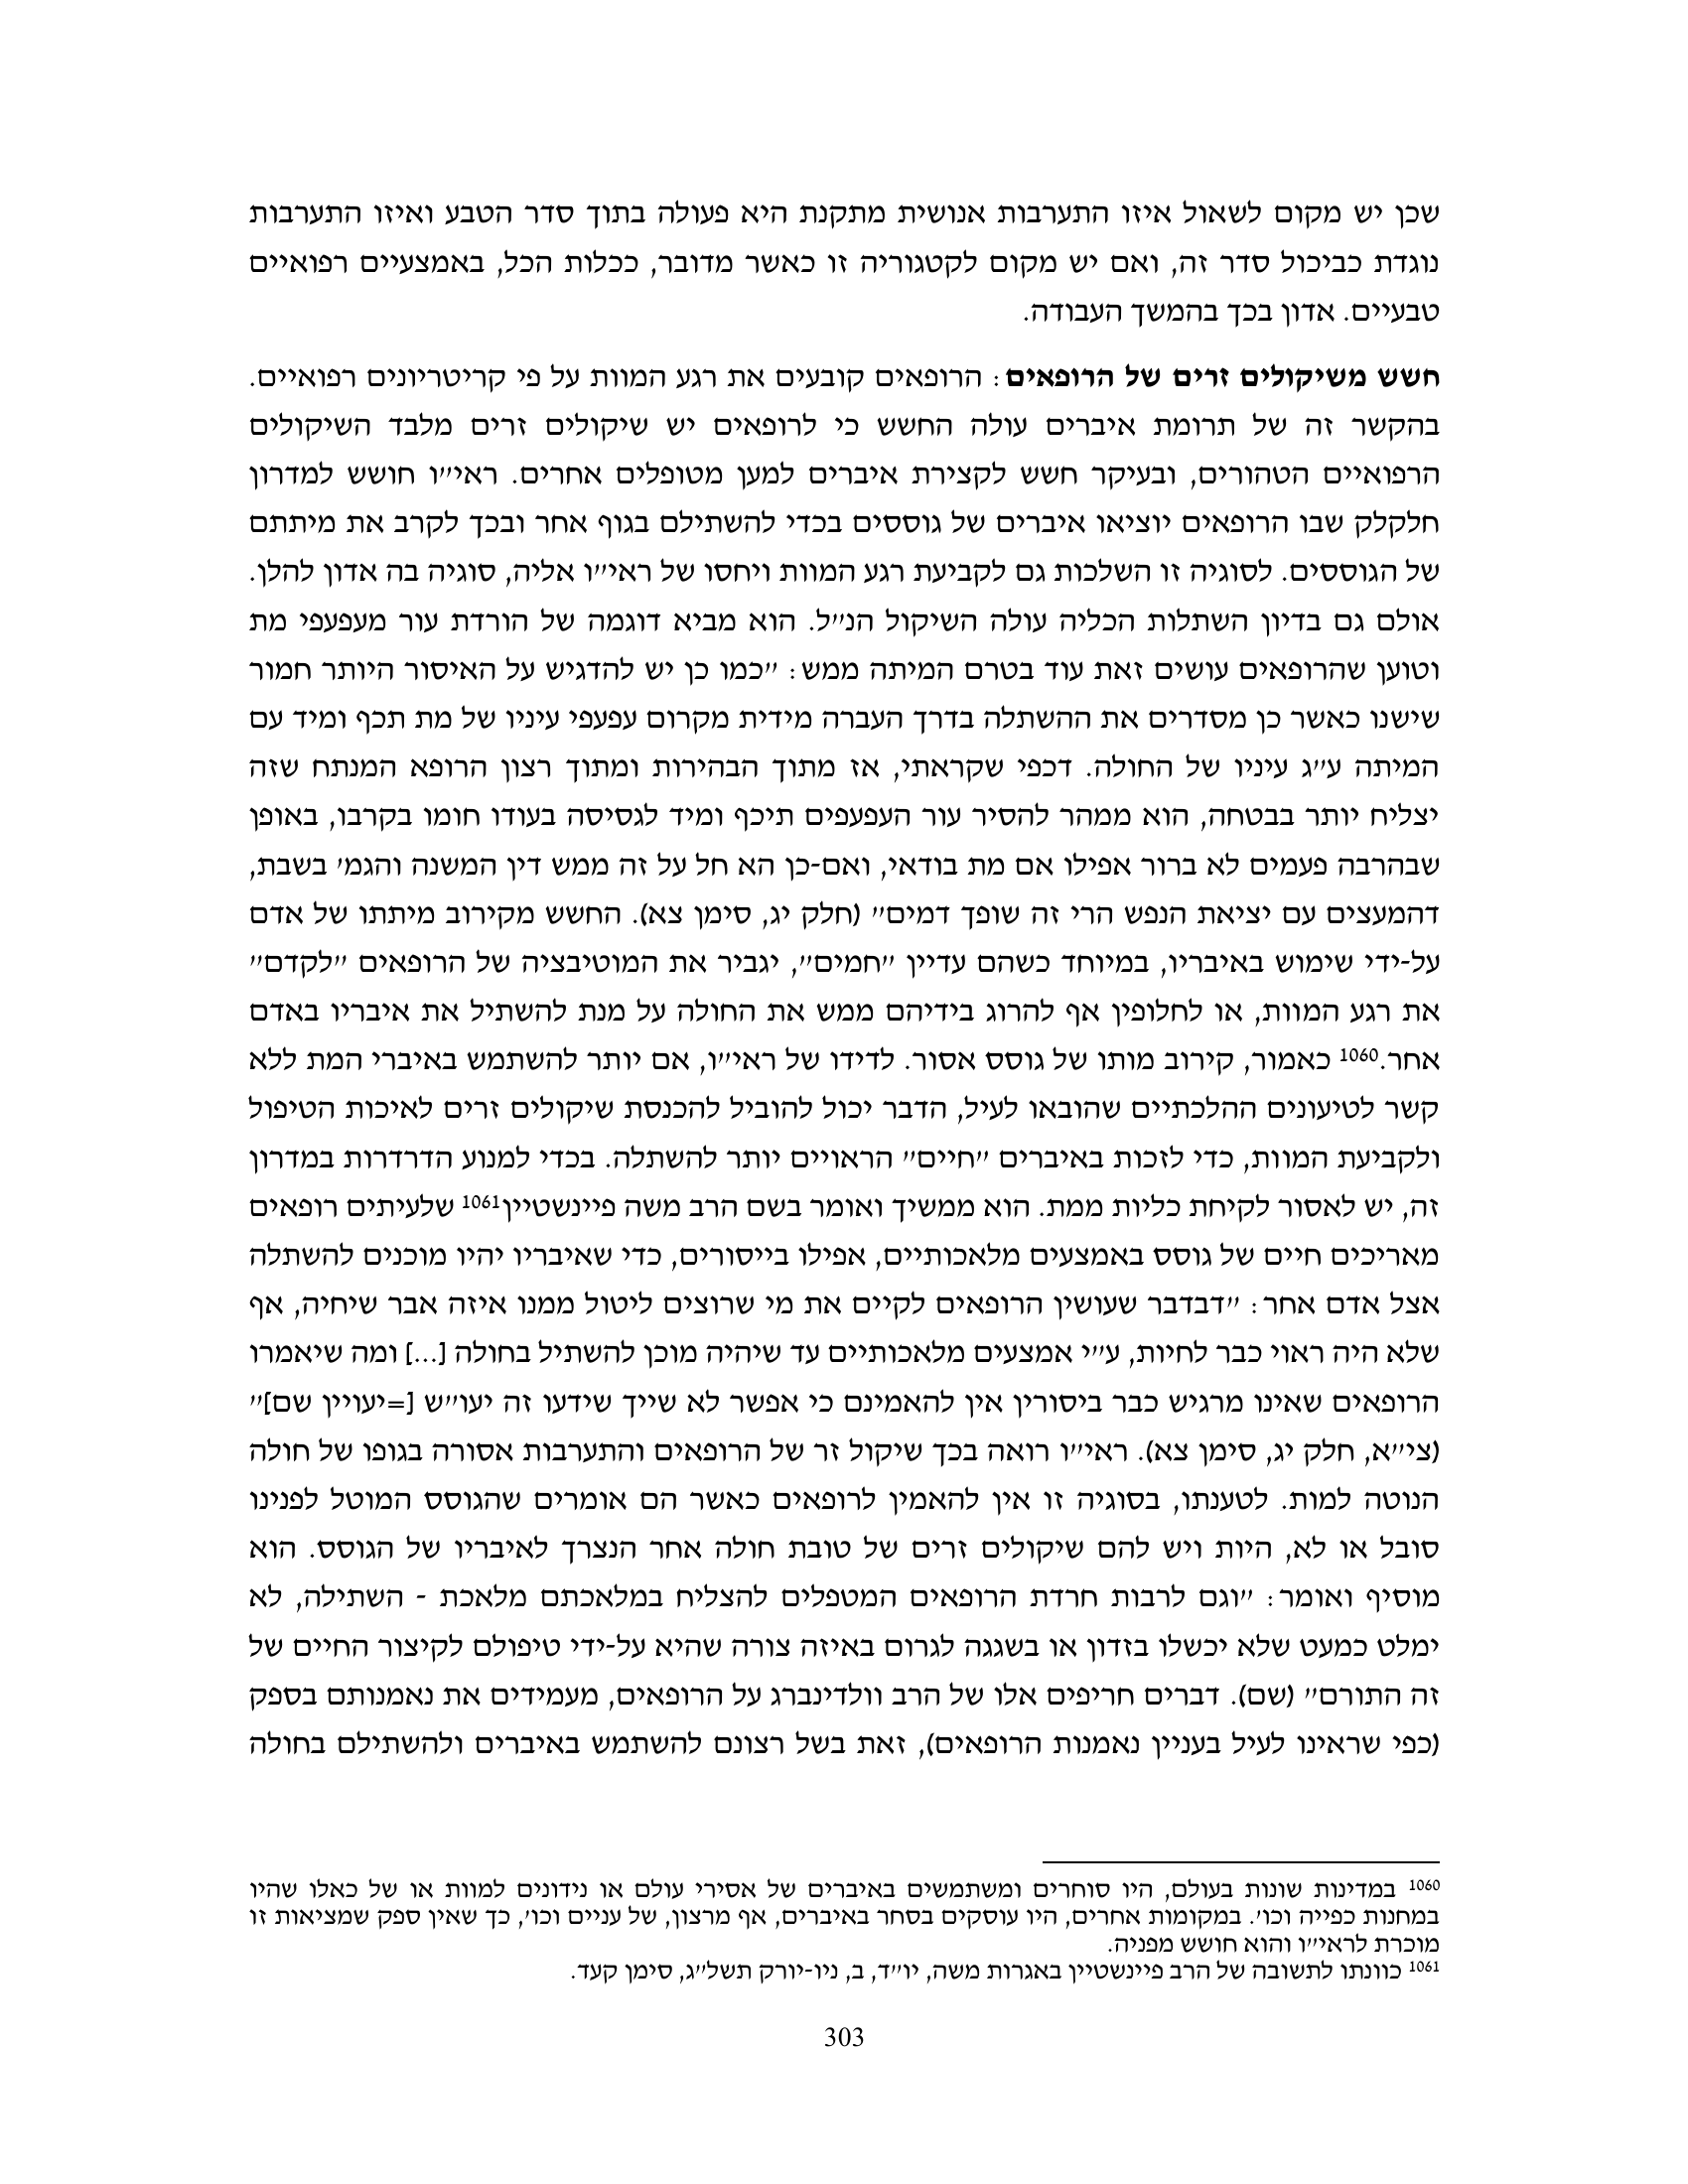 שכן יש מקום לשאול איזו התערבות אנושית מתקנת היא פעולה בתוך סדר הטבע ואיזו התערבות
נוגדת כביכול סדר זה, ואם יש מקום לקטגוריה זו כאשר מדובר, ככלות הכל, באמצעיים רפואיים
טבעיים. אדון בכך בהמשך העבודה.
חשש משיקולים זרים של הרופאים: הרופאים קובעים את רגע המוות על פי קריטריונים רפואיים.
בהקשר זה של תרומת איברים עולה החשש כי לרופאים יש שיקולים זרים מלבד השיקולים
הרפואיים הטהורים, ובעיקר חשש לקצירת איברים למען מטופלים אחרים. ראי״ו חושש למדרון
חלקלק שבו הרופאים יוציאו איברים של גוססים בכדי להשתילם בגוף אחר ובכך לקרב את מיתתם
של הגוססים. לסוגיה זו השלכות גם לקביעת רגע המוות ויחסו של ראי״ו אליה, סוגיה בה אדון להלן.
אולם גם בדיון השתלות הכליה עולה השיקול הנ״ל. הוא מביא דוגמה של הורדת עור מעפעפי מת
וטוען שהרופאים עושים זאת עוד בטרם המיתה ממש: ״כמו כן יש להדגיש על האיסור היותר חמור
שישנו כאשר כן מסדרים את ההשתלה בדרך העברה מידית מקרום עפעפי עיניו של מת תכף ומיד עם
המיתה ע״ג עיניו של החולה. דכפי שקראתי, אז מתוך הבהירות ומתוך רצון הרופא המנתח שזה
יצליח יותר בבטחה, הוא ממהר להסיר עור העפעפים תיכף ומיד לגסיסה בעודו חומו בקרבו, באופן
שבהרבה פעמים לא ברור אפילו אם מת בודאי, ואם-כן הא חל על זה ממש דין המשנה והגמ׳ בשבת,
דהמעצים עם יציאת הנפש הרי זה שופך דמים״ (חלק יג, סימן צא). החשש מקירוב מיתתו של אדם
על-ידי שימוש באיבריו, במיוחד כשהם עדיין ״חמים״, יגביר את המוטיבציה של הרופאים ״לקדם״
את רגע המוות, או לחלופין אף להרוג בידיהם ממש את החולה על מנת להשתיל את איבריו באדם
אחר.1060 כאמור, קירוב מותו של גוסס אסור. לדידו של ראי״ו, אם יותר להשתמש באיברי המת ללא
קשר לטיעונים ההלכתיים שהובאו לעיל, הדבר יכול להוביל להכנסת שיקולים זרים לאיכות הטיפול
ולקביעת המוות, כדי לזכות באיברים ״חיים״ הראויים יותר להשתלה. בכדי למנוע הדרדרות במדרון
זה, יש לאסור לקיחת כליות ממת. הוא ממשיך ואומר בשם הרב משה פיינשטיין1061 שלעיתים רופאים
מאריכים חיים של גוסס באמצעים מלאכותיים, אפילו בייסורים, כדי שאיבריו יהיו מוכנים להשתלה
אצל אדם אחר: ״דבדבר שעושין הרופאים לקיים את מי שרוצים ליטול ממנו איזה אבר שיחיה, אף
שלא היה ראוי כבר לחיות, ע״י אמצעים מלאכותיים עד שיהיה מוכן להשתיל בחולה [...] ומה שיאמרו
הרופאים שאינו מרגיש כבר ביסורין אין להאמינם כי אפשר לא שייך שידעו זה יעו״ש [=יעויין שם]״
(צי״א, חלק יג, סימן צא). ראי״ו רואה בכך שיקול זר של הרופאים והתערבות אסורה בגופו של חולה
הנוטה למות. לטענתו, בסוגיה זו אין להאמין לרופאים כאשר הם אומרים שהגוסס המוטל לפנינו
סובל או לא, היות ויש להם שיקולים זרים של טובת חולה אחר הנצרך לאיבריו של הגוסס. הוא
מוסיף ואומר: ״וגם לרבות חרדת הרופאים המטפלים להצליח במלאכתם מלאכת - השתילה, לא
ימלט כמעט שלא יכשלו בזדון או בשגגה לגרום באיזה צורה שהיא על-ידי טיפולם לקיצור החיים של
זה התורם״ (שם). דברים חריפים אלו של הרב וולדינברג על הרופאים, מעמידים את נאמנותם בספק
(כפי שראינו לעיל בעניין נאמנות הרופאים), זאת בשל רצונם להשתמש באיברים ולהשתילם בחולה
1060 במדינות שונות בעולם, היו סוחרים ומשתמשים באיברים של אסירי עולם או נידונים למוות או של כאלו שהיו
במחנות כפייה וכו׳. במקומות אחרים, היו עוסקים בסחר באיברים, אף מרצון, של עניים וכו׳, כך שאין ספק שמציאות זו
מוכרת לראי״ו והוא חושש מפניה.
1061 כוונתו לתשובה של הרב פיינשטיין באגרות משה, יו״ד, ב, ניו-יורק תשל״ג, סימן קעד.
303